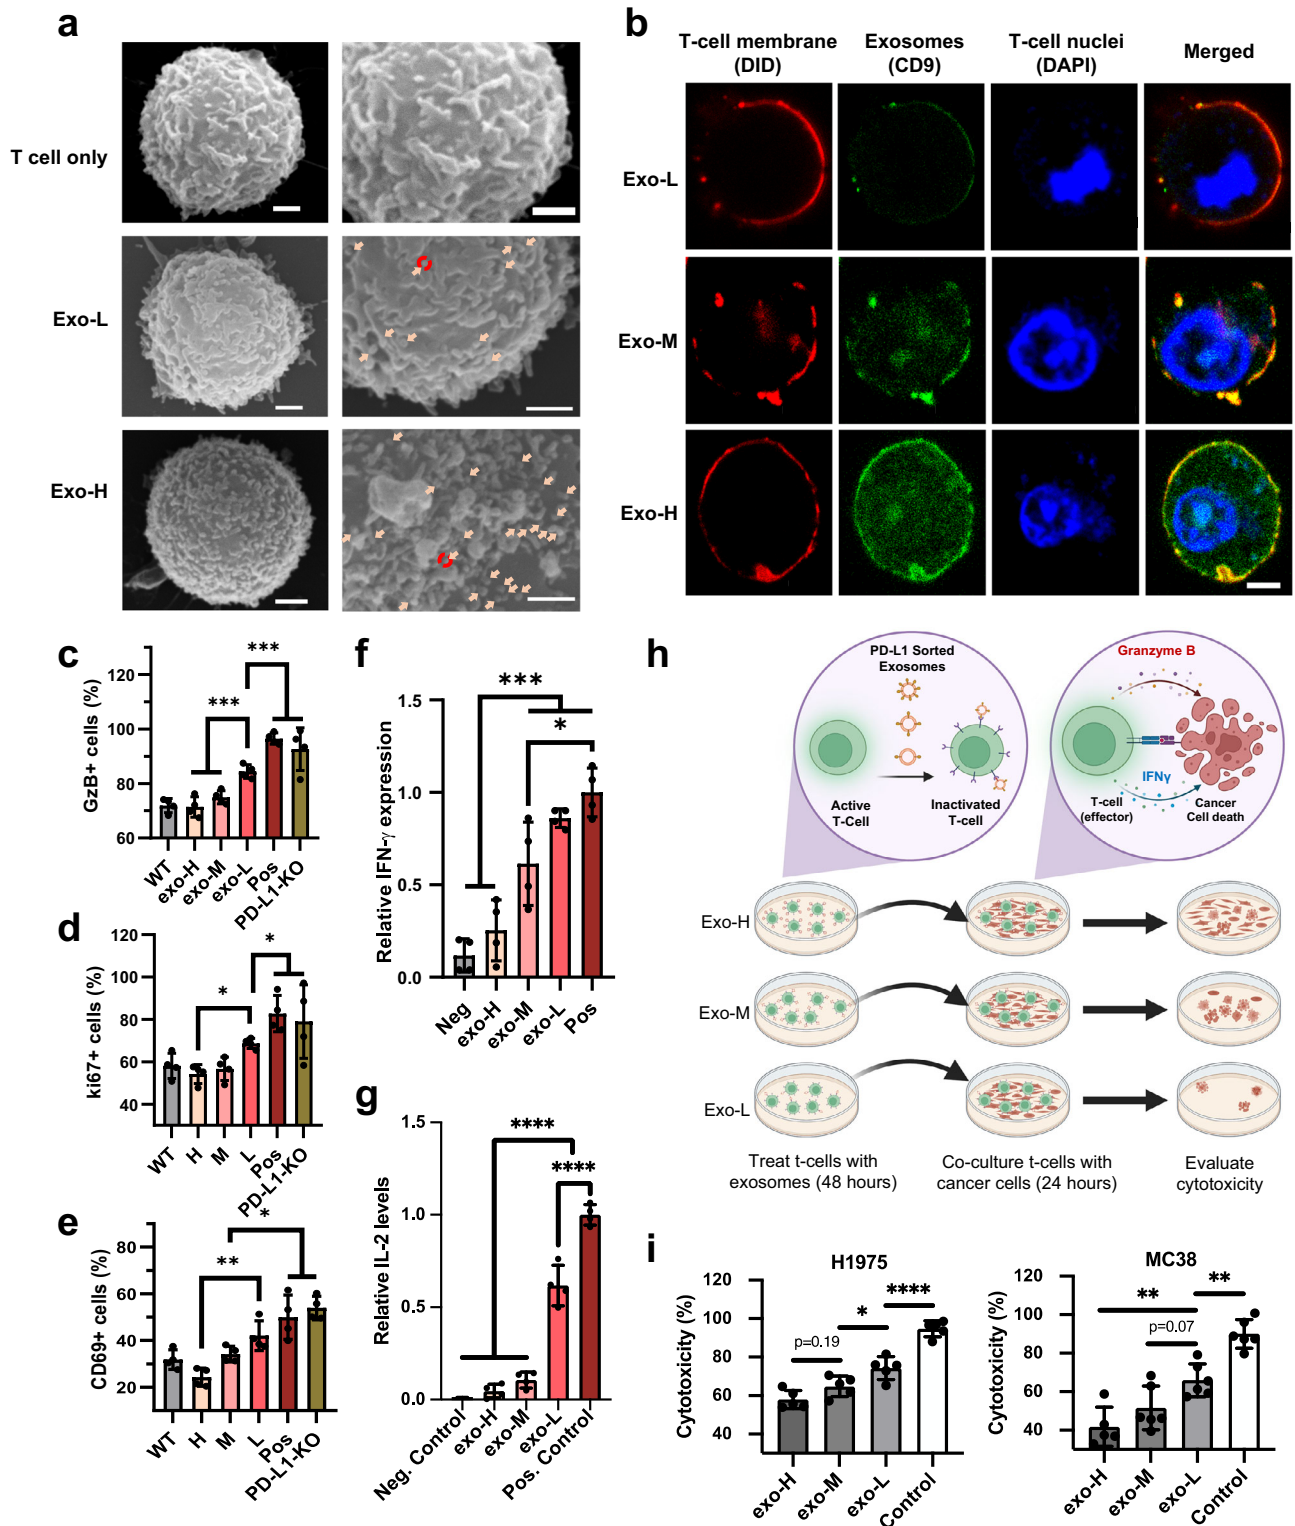 a
T cell only
Exo-L
Exo-H
b
T-cell membrane
(DID)
Exosomes
(CD9)
T-cell nuclei
(DAPI)
Merged
Exo-L
Exo-M
Exo-H
c
GzB+ cells (%)
120
100
80
60
***
***
WT
exo-H
exo-M
exo-L
Pos
PD-L1-KO
d
ki67+ cells (%)
120
100
80
60
40
*
*
WT
H
M
L
Pos
PD-L1-KO
e
CD69+ cells (%)
80
60
40
20
*
**
WT
H
M
L
Pos
PD-L1-KO
f
Relative IFN-γ expression
1.5
1.0
0.5
0.0
***
*
Neg
exo-H
exo-M
exo-L
Pos
g
Relative IL-2 levels
1.5
1.0
0.5
0.0
****
****
Neg. Control
exo-H
exo-M
exo-L
Pos. Control
h
PD-L1 Sorted
Exosomes
Active
T-Cell
Inactivated
T-cell
Granzyme B
IFNγ
T-cell
(effector)
Cancer
Cell death
Exo-H
Exo-M
Exo-L
Treat t-cells with
exosomes (48 hours)
Co-culture t-cells with
cancer cells (24 hours)
Evaluate
cytotoxicity
i
H1975
Cytotoxicity (%)
120
100
80
60
40
p=0.19
*
****
exo-H
exo-M
exo-L
Control
MC38
Cytotoxicity (%)
120
100
80
60
40
**
**
p=0.07
exo-H
exo-M
exo-L
Control